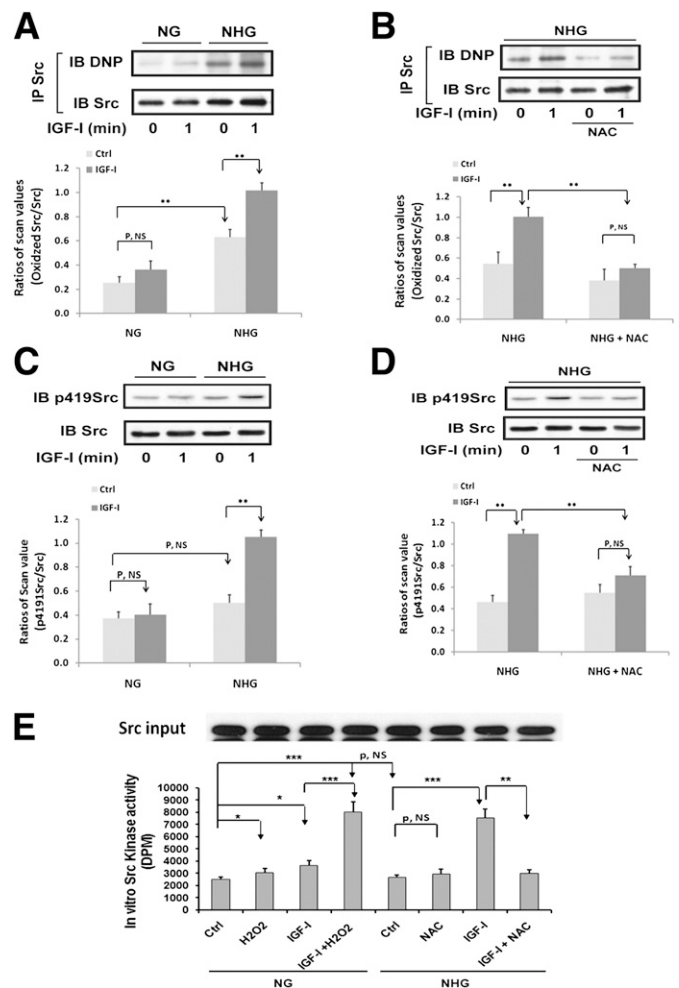 A
NG NHG
IP Src
IB DNP
IB Src
IGF-I (min) 0 1 0 1
Ctrl
IGF-I
Ratios of scan values
(Oxidzed Src/Src)
1.2
1.0
0.8
0.6
0.4
0.2
0.0
**
**
P, NS
NG NHG
B
NHG
IP Src
IB DNP
IB Src
IGF-I (min) 0 1 0 1
NAC
Ctrl
IGF-I
Ratios of scan values
(Oxidized Src/Src)
1.2
1.0
0.8
0.6
0.4
0.2
0.0
**
**
P, NS
NHG NHG + NAC
C
NG NHG
IB p419Src
IB Src
IGF-I (min) 0 1 0 1
Ctrl
IGF-I
Ratios of scan value
(p4191Src/Src)
1.2
1.0
0.8
0.6
0.4
0.2
0.0
**
P, NS
P, NS
NG NHG
D
NHG
IB p419Src
IB Src
IGF-I (min) 0 1 0 1
NAC
Ctrl
IGF-I
Ratios of Scan value
(p4191Src/Src)
1.2
1.0
0.8
0.6
0.4
0.2
0.0
**
**
P, NS
NHG NHG + NAC
E
Src input
In vitro Src Kinase activity
(DPM)
10000
9000
8000
7000
6000
5000
4000
3000
2000
1000
0
*** p, NS
*** *** **
*
* p, NS
Ctrl H2O2 IGF-I IGF-I +H2O2 Ctrl NAC IGF-I IGF-I + NAC
NG NHG